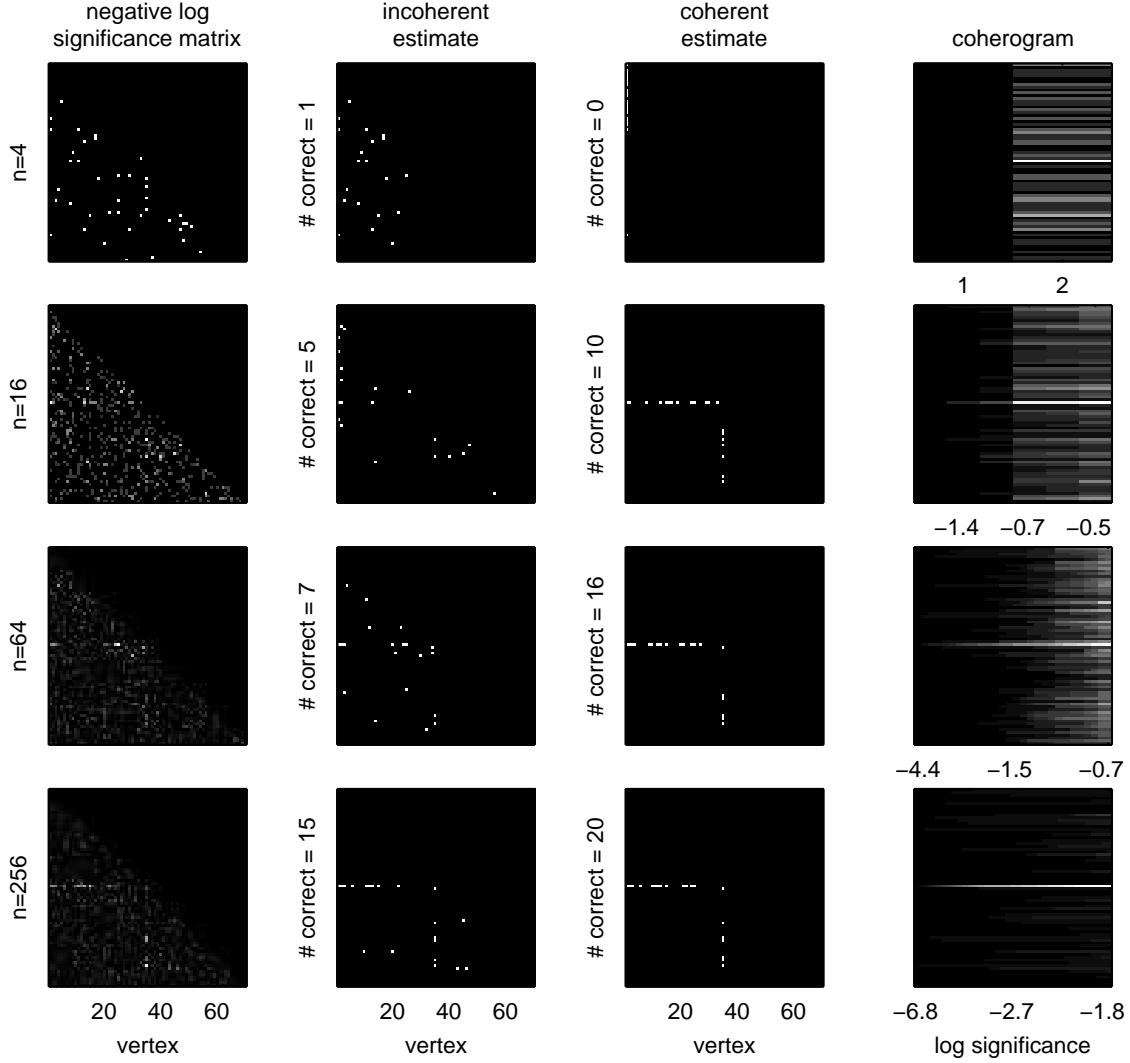 negative log
significance matrix
incoherent
estimate
coherent
estimate
coherogram
n=4
# correct = 1
# correct = 0
1 2
n=16
# correct = 5
# correct = 10
−1.4 −0.7 −0.5
n=64
# correct = 7
# correct = 16
−4.4 −1.5 −0.7
n=256
# correct = 15
# correct = 20
20 40 60
20 40 60
20 40 60
−6.8 −2.7 −1.8
vertex
vertex
vertex
log significance